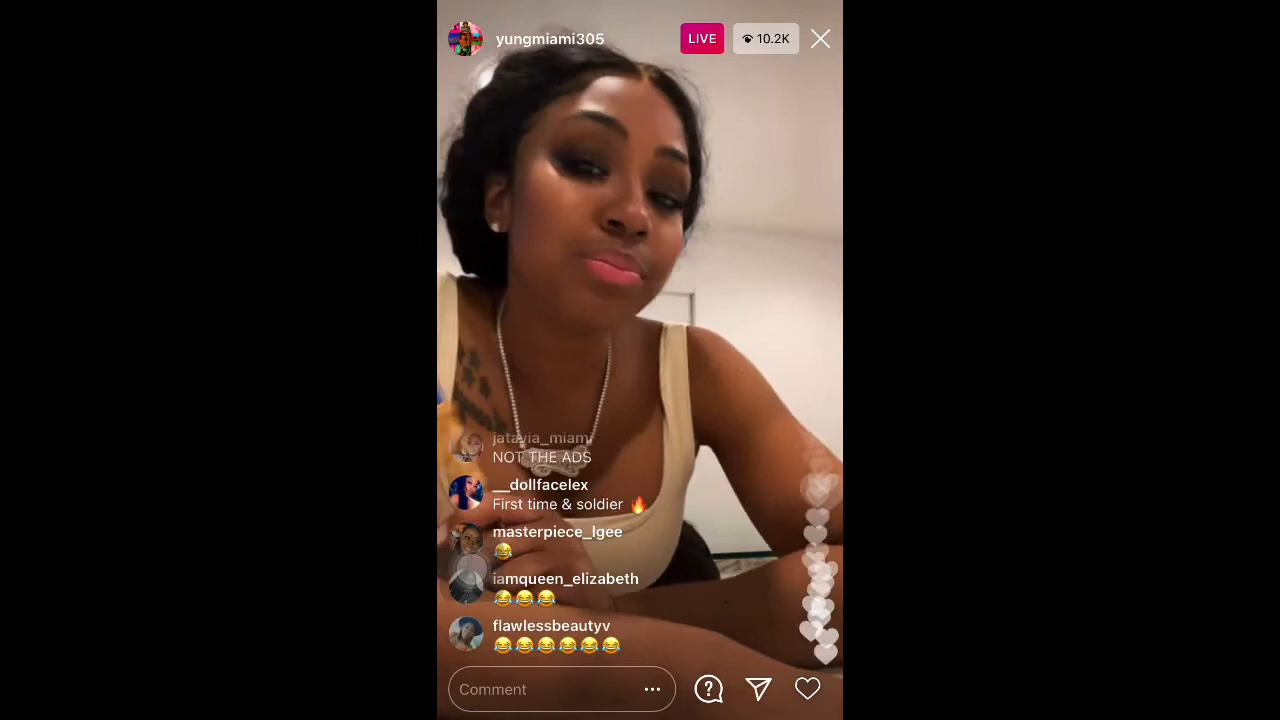 yungmiami305
LIVE
10.2K
jatavia_miami
NOT THE ADS
__dollfacelex
First time & soldier 🔥
masterpiece_lgee
😂
iamqueen_elizabeth
😂😂😂
flawlessbeautyv
😂😂😂😂😂😂
Comment